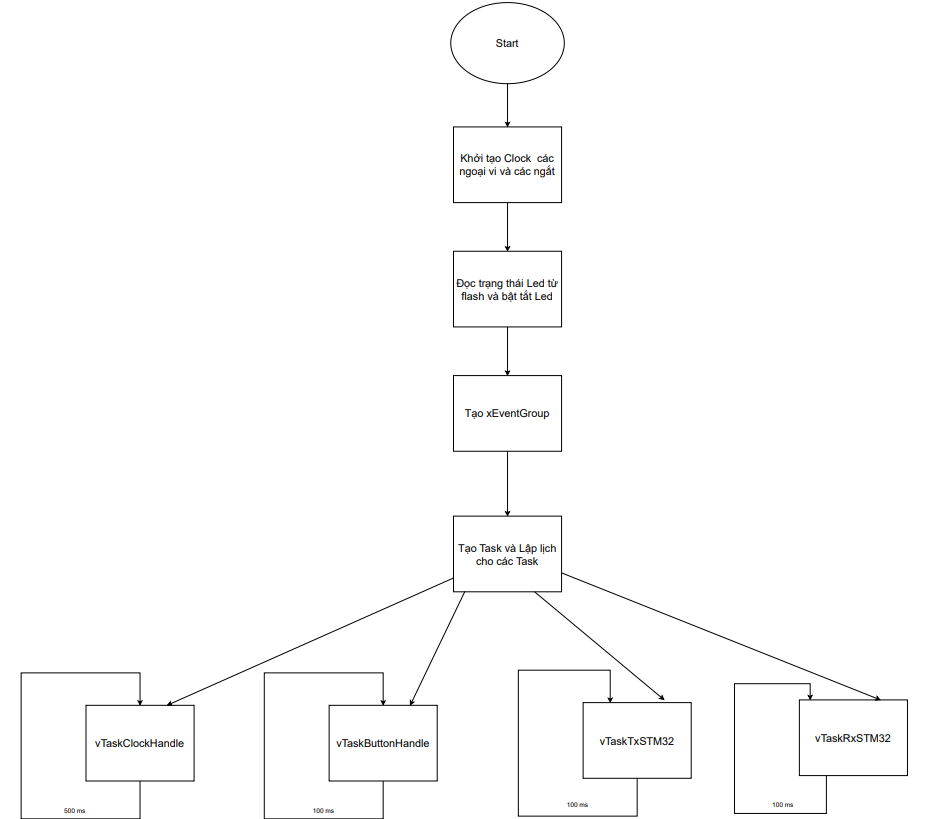 Start
Khởi tạo Clock các
ngoại vi và các ngắt
Đọc trạng thái Led từ
flash và bật tắt Led
Tạo xEventGroup
Tạo Task và Lập lịch
cho các Task
vTaskClockHandle
vTaskButtonHandle
vTaskTxSTM32
vTaskRxSTM32
500 ms
100 ms
100 ms
100 ms